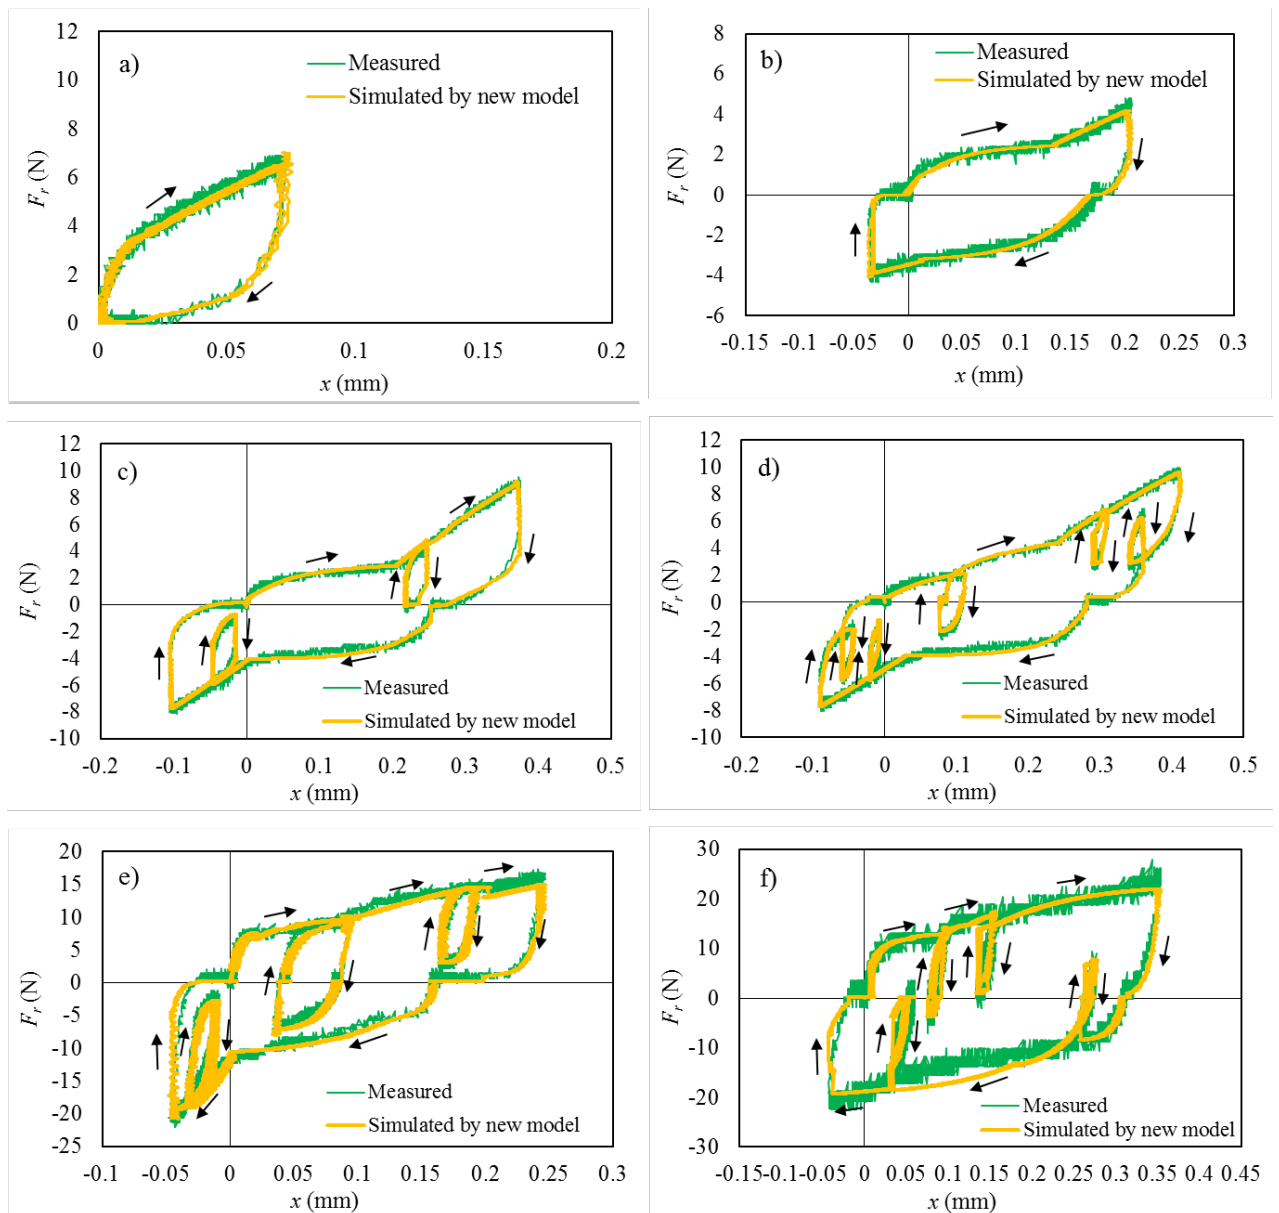 a)
Measured
Simulated by new model
12
10
8
6
4
2
0
0 0.05 0.1 0.15 0.2
F_r (N)
x (mm)
b)
Measured
Simulated by new model
8
6
4
2
0
-2
-4
-6
-0.15 -0.1 -0.05 0 0.05 0.1 0.15 0.2 0.25 0.3
F_r (N)
x (mm)
c)
12
10
8
6
4
2
0
-2
-4
-6
-8
-10
-0.2 -0.1 0 0.1 0.2 0.3 0.4 0.5
F_r (N)
x (mm)
Measured
Simulated by new model
d)
12
10
8
6
4
2
0
-2
-4
-6
-8
-10
-0.2 -0.1 0 0.1 0.2 0.3 0.4 0.5
F_r (N)
x (mm)
Measured
Simulated by new model
e)
20
15
10
5
0
-5
-10
-15
-20
-25
-0.1 -0.05 0 0.05 0.1 0.15 0.2 0.25 0.3
F_r (N)
x (mm)
Measured
Simulated by new model
f)
30
20
10
0
-10
-20
-30
-0.15 -0.1 -0.05 0 0.05 0.1 0.15 0.2 0.25 0.3 0.35 0.4 0.45
F_r (N)
x (mm)
Measured
Simulated by new model